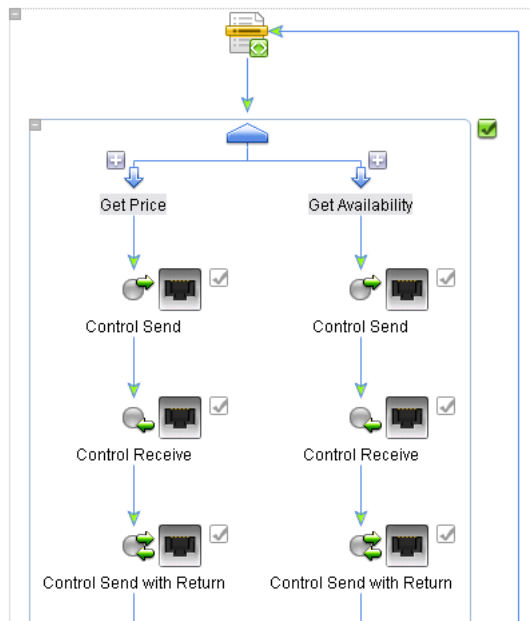 Get Price
Get Availability
Control Send
Control Send
Control Receive
Control Receive
Control Send with Return
Control Send with Return